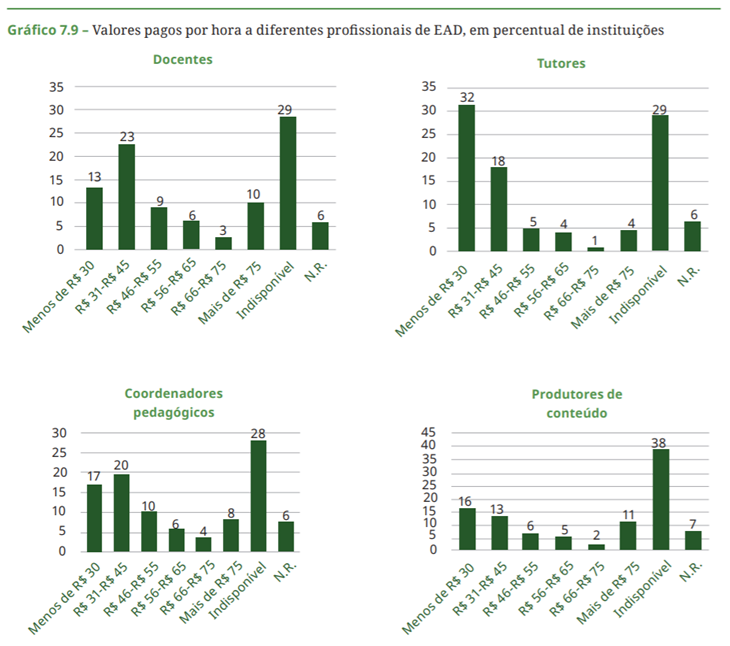 Gráfico 7.9 – Valores pagos por hora a diferentes profissionais de EAD, em percentual de instituições
Docentes
35
30
25
20
15
10
5
0
13
23
9
6
3
10
29
6
Menos de R$ 30
R$ 31-R$ 45
R$ 46-R$ 55
R$ 56-R$ 65
R$ 66-R$ 75
Mais de R$ 75
Indisponível
N.R.
Tutores
35
30
25
20
15
10
5
0
32
18
5
4
1
4
29
6
Menos de R$ 30
R$ 31-R$ 45
R$ 46-R$ 55
R$ 56-R$ 65
R$ 66-R$ 75
Mais de R$ 75
Indisponível
N.R.
Coordenadores
pedagógicos
30
25
20
15
10
5
0
17
20
10
6
4
8
28
6
Menos de R$ 30
R$ 31-R$ 45
R$ 46-R$ 55
R$ 56-R$ 65
R$ 66-R$ 75
Mais de R$ 75
Indisponível
N.R.
Produtores de
conteúdo
45
40
35
30
25
20
15
10
5
0
16
13
6
5
2
11
38
7
Menos de R$ 30
R$ 31-R$ 45
R$ 46-R$ 55
R$ 56-R$ 65
R$ 66-R$ 75
Mais de R$ 75
Indisponível
N.R.